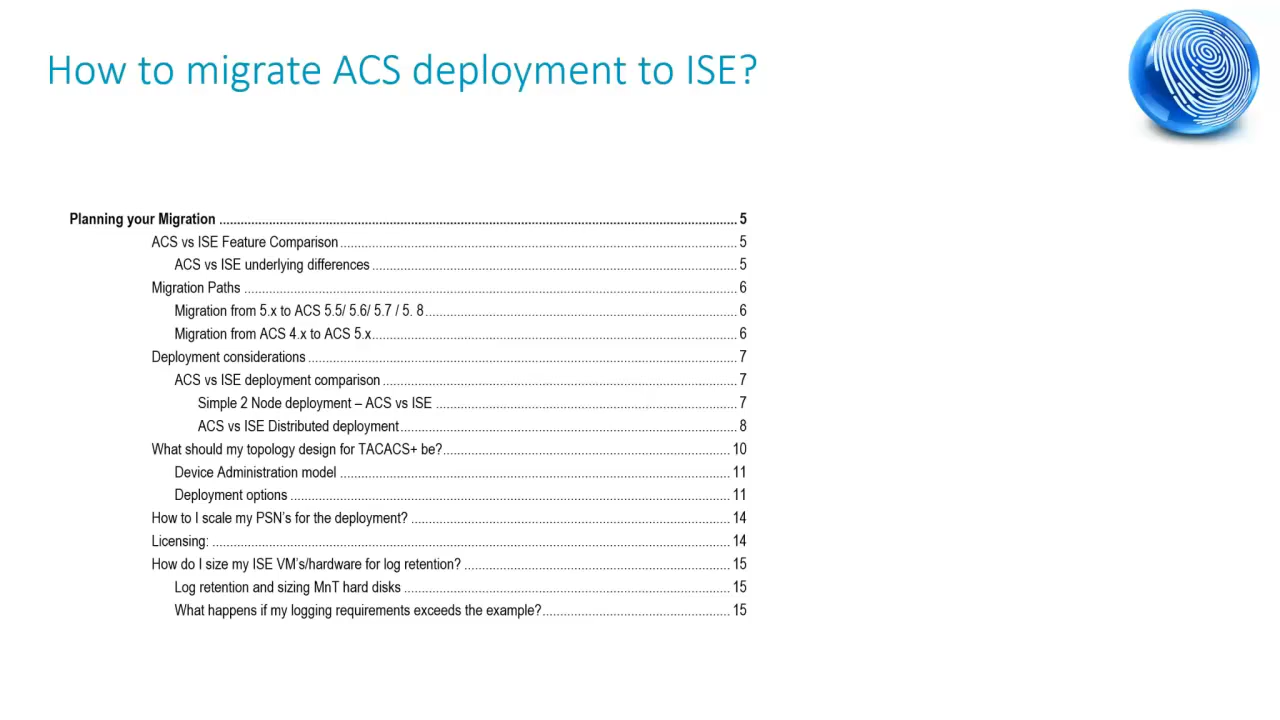 How to migrate ACS deployment to ISE?
Planning your Migration ........................................ 5
ACS vs ISE Feature Comparison ........................................ 5
ACS vs ISE underlying differences ........................................ 5
Migration Paths ........................................ 6
Migration from 5.x to ACS 5.5/ 5.6/ 5.7 / 5. 8 ........................................ 6
Migration from ACS 4.x to ACS 5.x ........................................ 6
Deployment considerations ........................................ 7
ACS vs ISE deployment comparison ........................................ 7
Simple 2 Node deployment – ACS vs ISE ........................................ 7
ACS vs ISE Distributed deployment ........................................ 8
What should my topology design for TACACS+ be? ........................................ 10
Device Administration model ........................................ 11
Deployment options ........................................ 11
How to I scale my PSN's for the deployment? ........................................ 14
Licensing: ........................................ 14
How do I size my ISE VM's/hardware for log retention? ........................................ 15
Log retention and sizing MnT hard disks ........................................ 15
What happens if my logging requirements exceeds the example? ........................................ 15